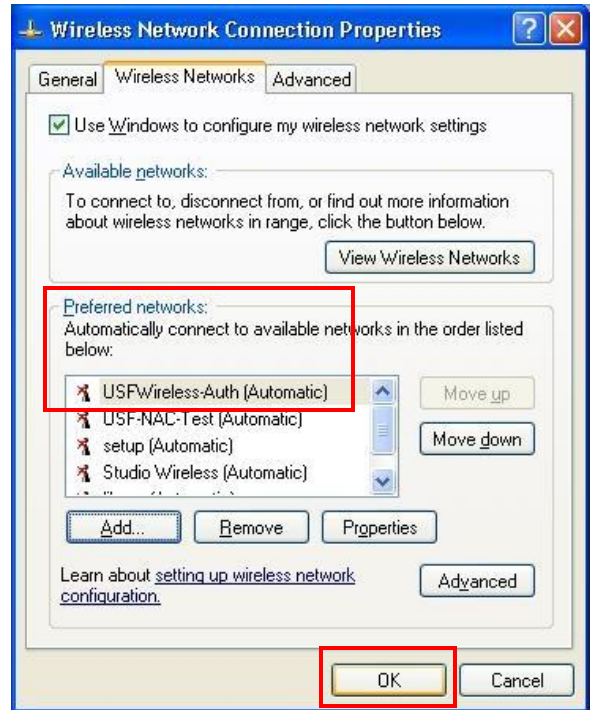 Wireless Network Connection Properties
General Wireless Networks Advanced
Use Windows to configure my wireless network settings
Available networks:
To connect to, disconnect from, or find out more information
about wireless networks in range, click the button below.
View Wireless Networks
Preferred networks:
Automatically connect to available networks in the order listed
below:
USFWireless-Auth (Automatic)
USF-NAC-Test (Automatic)
setup (Automatic)
Studio Wireless (Automatic)
Move up
Move down
Add... Remove Properties
Learn about setting up wireless network
configuration.
Advanced
OK Cancel